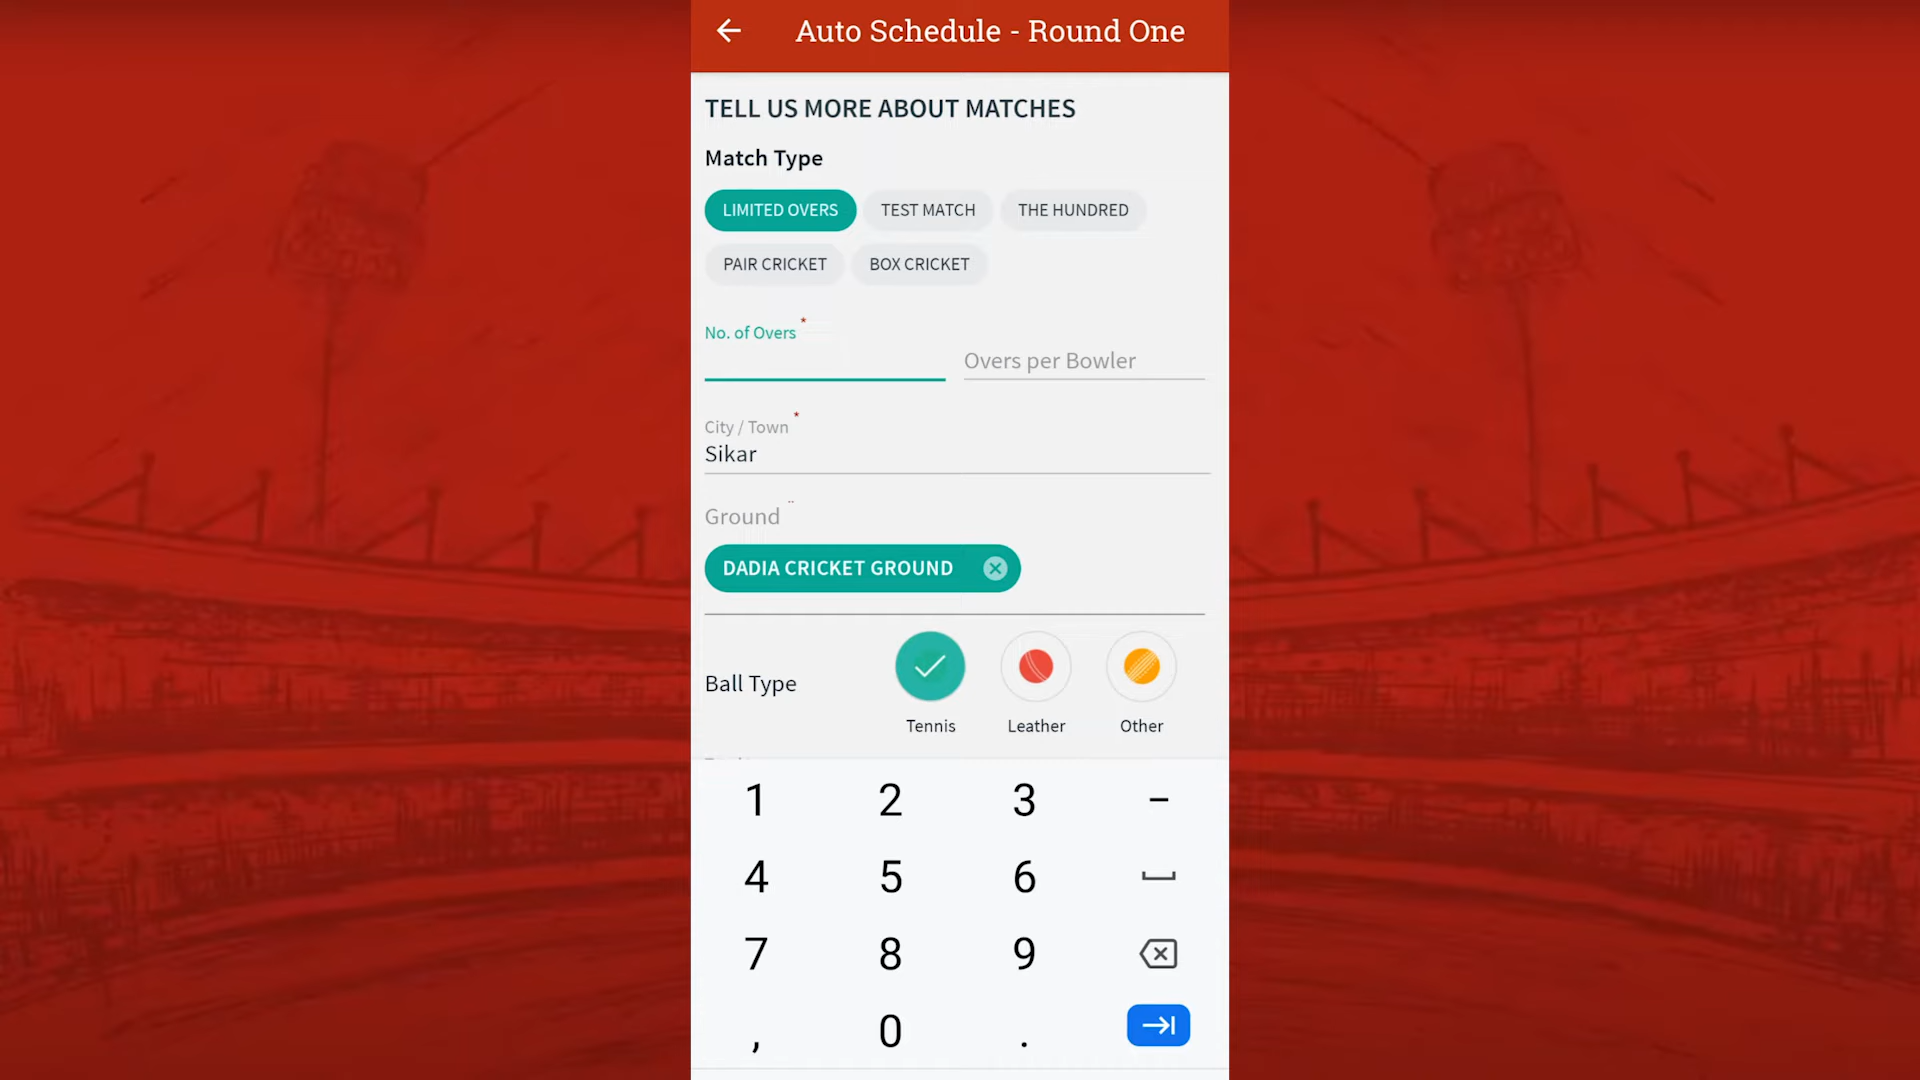 Auto Schedule - Round One
TELL US MORE ABOUT MATCHES
Match Type
LIMITED OVERS TEST MATCH THE HUNDRED
PAIR CRICKET BOX CRICKET
No. of Overs *
Overs per Bowler
City / Town *
Sikar
Ground
DADIA CRICKET GROUND
Ball Type
Tennis Leather Other
1 2 3 -
4 5 6
7 8 9
, 0 .